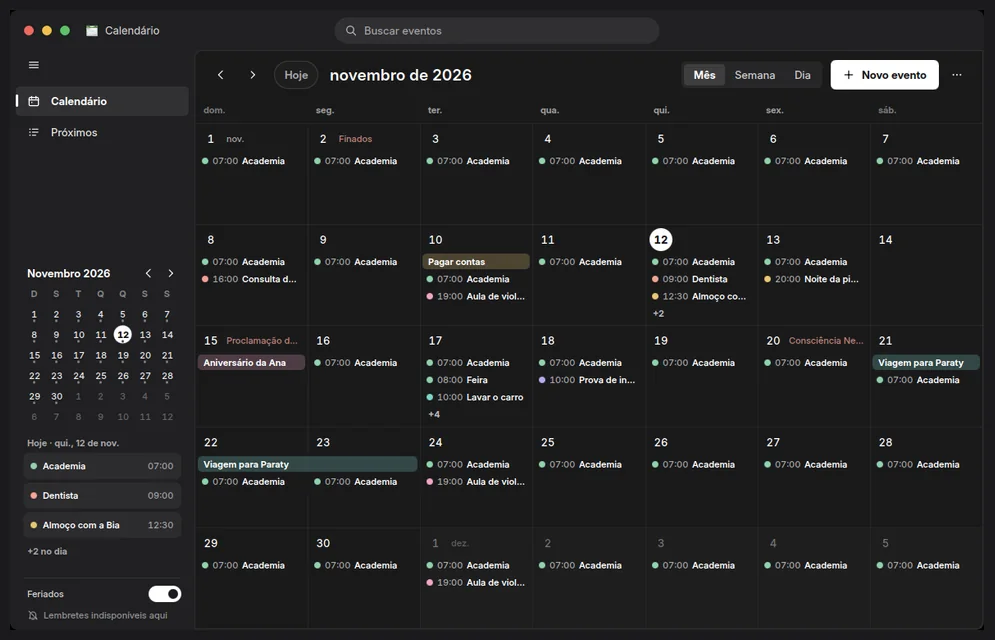 Calendário
Buscar eventos
Calendário
Próximos
Hoje
novembro de 2026
Mês
Semana
Dia
+ Novo evento
dom. seg. ter. qua. qui. sex. sáb.
1 nov.
07:00 Academia
2 Finados
07:00 Academia
3
07:00 Academia
4
07:00 Academia
5
07:00 Academia
6
07:00 Academia
7
07:00 Academia
8
07:00 Academia
16:00 Consulta d...
9
07:00 Academia
10
Pagar contas
07:00 Academia
19:00 Aula de viol...
11
07:00 Academia
12
07:00 Academia
09:00 Dentista
12:30 Almoço co...
+2
13
07:00 Academia
20:00 Noite da pi...
14
15 Proclamação d...
Aniversário da Ana
16
07:00 Academia
17
07:00 Academia
08:00 Feira
10:00 Lavar o carro
+4
18
07:00 Academia
10:00 Prova de in...
19
07:00 Academia
20 Consciência Ne...
07:00 Academia
21
Viagem para Paraty
07:00 Academia
22
23
Viagem para Paraty
07:00 Academia
07:00 Academia
24
07:00 Academia
19:00 Aula de viol...
25
07:00 Academia
26
07:00 Academia
27
07:00 Academia
28
07:00 Academia
29
07:00 Academia
30
07:00 Academia
1 dez.
07:00 Academia
19:00 Aula de viol...
2
07:00 Academia
3
07:00 Academia
4
07:00 Academia
5
07:00 Academia
Novembro 2026
D S T Q Q S S
1 2 3 4 5 6 7
8 9 10 11 12 13 14
15 16 17 18 19 20 21
22 23 24 25 26 27 28
29 30 1 2 3 4 5
6 7 8 9 10 11 12
Hoje · qui., 12 de nov.
Academia 07:00
Dentista 09:00
Almoço com a Bia 12:30
+2 no dia
Feriados
Lembretes indisponíveis aqui